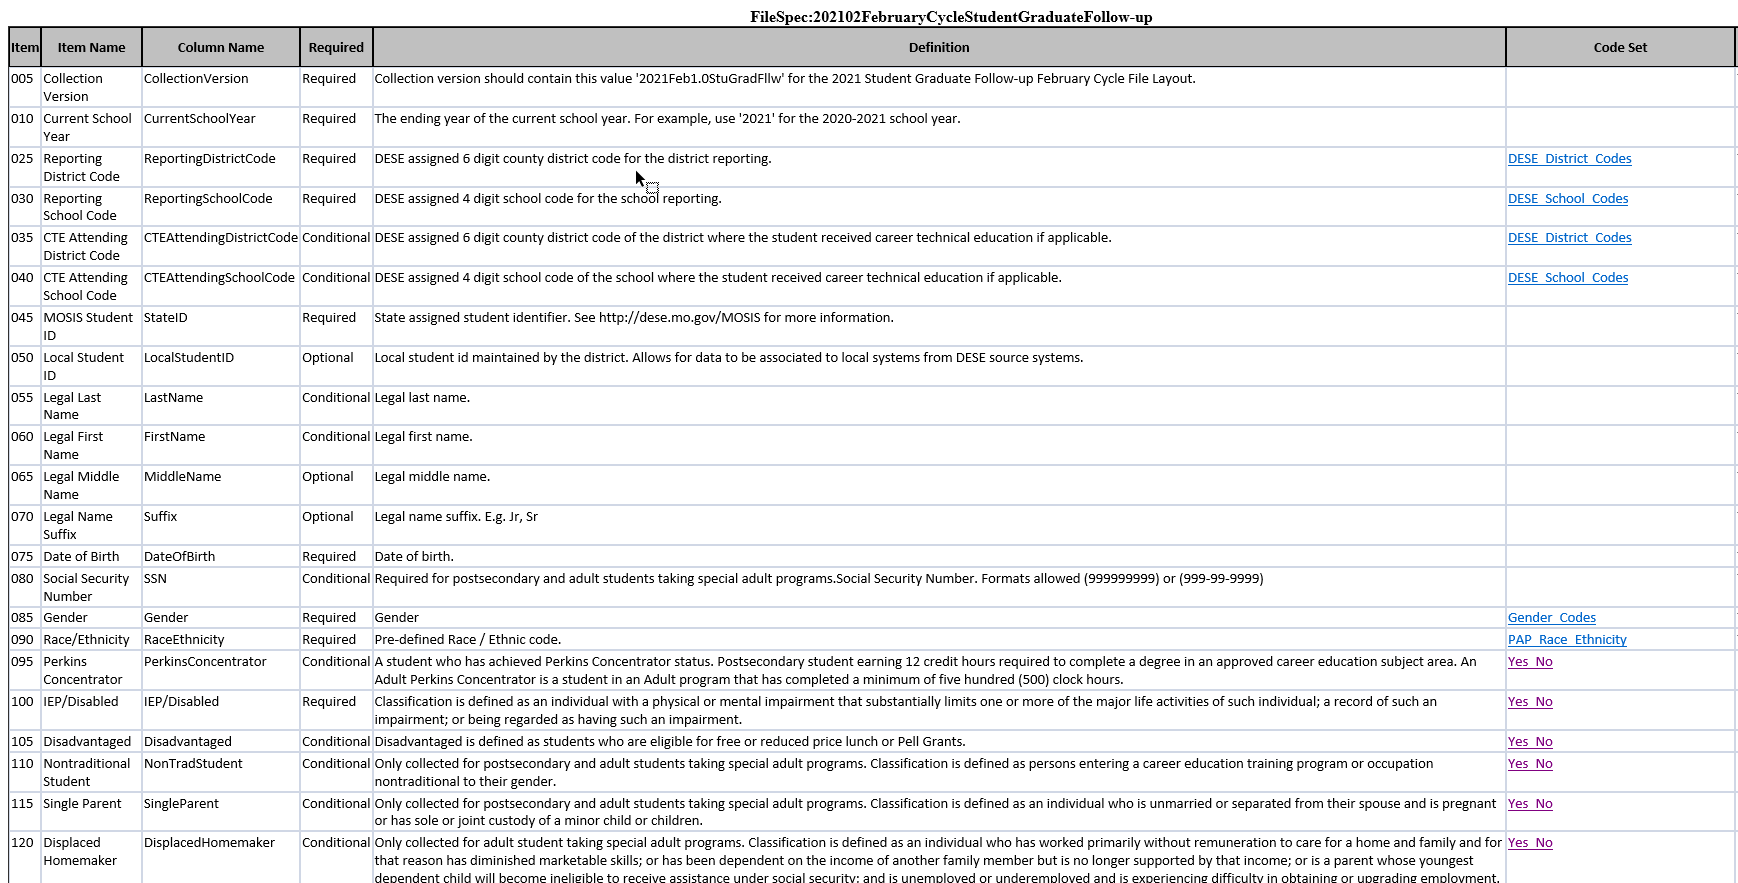 FileSpec:202102FebruaryCycleStudentGraduateFollow-up
Item Item Name Column Name Required Definition Code Set
005 Collection Version CollectionVersion Required Collection version should contain this value '2021Feb1.0StuGradFllw' for the 2021 Student Graduate Follow-up February Cycle File Layout.
010 Current School Year CurrentSchoolYear Required The ending year of the current school year. For example, use '2021' for the 2020-2021 school year.
025 Reporting District Code ReportingDistrictCode Required DESE assigned 6 digit county district code for the district reporting. DESE_District_Codes
030 Reporting School Code ReportingSchoolCode Required DESE assigned 4 digit school code for the school reporting. DESE_School_Codes
035 CTE Attending District Code CTEAttendingDistrictCode Conditional DESE assigned 6 digit county district code of the district where the student received career technical education if applicable. DESE_District_Codes
040 CTE Attending School Code CTEAttendingSchoolCode Conditional DESE assigned 4 digit school code of the school where the student received career technical education if applicable. DESE_School_Codes
045 MOSIS Student ID StateID Required State assigned student identifier. See http://dese.mo.gov/MOSIS for more information.
050 Local Student ID LocalStudentID Optional Local student id maintained by the district. Allows for data to be associated to local systems from DESE source systems.
055 Legal Last Name LastName Conditional Legal last name.
060 Legal First Name FirstName Conditional Legal first name.
065 Legal Middle Name MiddleName Optional Legal middle name.
070 Legal Name Suffix Suffix Optional Legal name suffix. E.g. Jr, Sr
075 Date of Birth DateOfBirth Required Date of birth.
080 Social Security Number SSN Conditional Required for postsecondary and adult students taking special adult programs.Social Security Number. Formats allowed (999999999) or (999-99-9999)
085 Gender Gender Required Gender Gender_Codes
090 Race/Ethnicity RaceEthnicity Required Pre-defined Race / Ethnic code. PAP_Race_Ethnicity
095 Perkins Concentrator PerkinsConcentrator Conditional A student who has achieved Perkins Concentrator status. Postsecondary student earning 12 credit hours required to complete a degree in an approved career education subject area. An
Adult Perkins Concentrator is a student in an Adult program that has completed a minimum of five hundred (500) clock hours. Yes_No
100 IEP/Disabled IEP/Disabled Required Classification is defined as an individual with a physical or mental impairment that substantially limits one or more of the major life activities of such individual; a record of such an
impairment; or being regarded as having such an impairment. Yes_No
105 Disadvantaged Disadvantaged Conditional Disadvantaged is defined as students who are eligible for free or reduced price lunch or Pell Grants. Yes_No
110 Nontraditional Student NonTradStudent Conditional Only collected for postsecondary and adult students taking special adult programs. Classification is defined as persons entering a career education training program or occupation
nontraditional to their gender. Yes_No
115 Single Parent SingleParent Conditional Only collected for postsecondary and adult students taking special adult programs. Classification is defined as an individual who is unmarried or separated from their spouse and is pregnant
or has sole or joint custody of a minor child or children. Yes_No
120 Displaced Homemaker DisplacedHomemaker Conditional Only collected for adult student taking special adult programs. Classification is defined as an individual who has worked primarily without remuneration to care for a home and family and for
that reason has diminished marketable skills; or has been dependent on the income of another family member but is no longer supported by that income; or is a parent whose youngest
dependent child will become ineligible to receive assistance under social security; and is unemployed or underemployed and is experiencing difficulty in obtaining or upgrading employment. Yes_No